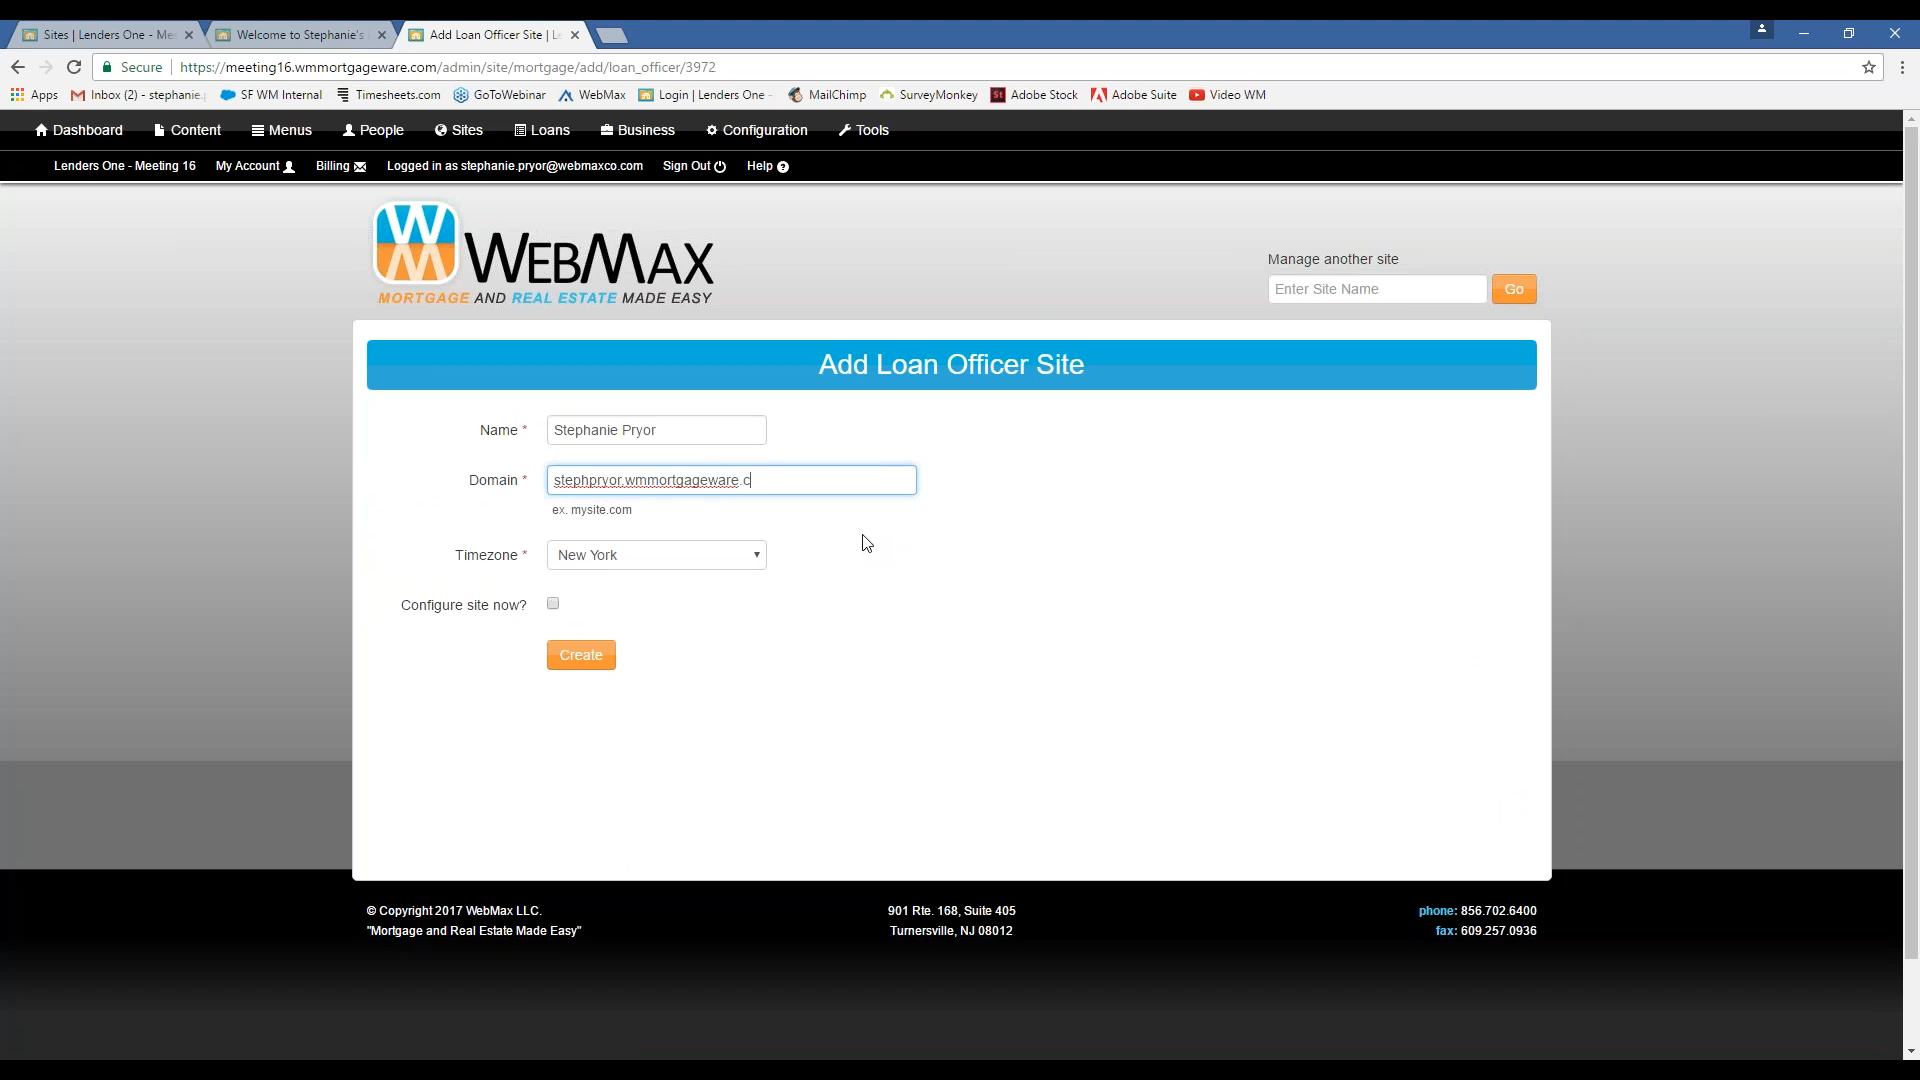 Sites | Lenders One - Me
Welcome to Stephanie's
Add Loan Officer Site | Le
Secure
https://meeting16.wmmortgageware.com/admin/site/mortgage/add/loan_officer/3972
Apps
Inbox (2) - stephanie.
SF WM Internal
Timesheets.com
GoToWebinar
WebMax
Login | Lenders One -
MailChimp
SurveyMonkey
St Adobe Stock
Adobe Suite
Video WM
Dashboard
Content
Menus
People
Sites
Loans
Business
Configuration
Tools
Lenders One - Meeting 16
My Account
Billing
Logged in as stephanie.pryor@webmaxco.com
Sign Out
Help
WM WEBMAX
MORTGAGE AND REAL ESTATE MADE EASY
Manage another site
Enter Site Name
Go
Add Loan Officer Site
Name * Stephanie Pryor
Domain * stephpryor.wmmortgageware.c
ex. mysite.com
Timezone * New York
Configure site now?
Create
© Copyright 2017 WebMax LLC.
"Mortgage and Real Estate Made Easy"
901 Rte. 168, Suite 405
Turnersville, NJ 08012
phone: 856.702.6400
fax: 609.257.0936